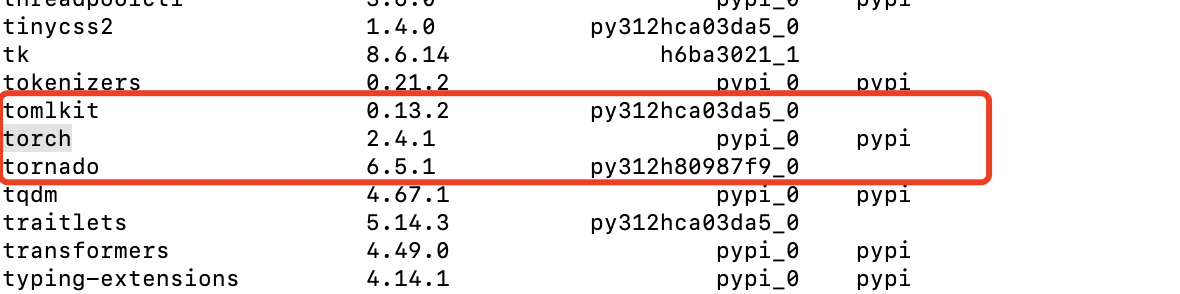 threadpoolctl 3.6.0 pypi_0 pypi
tinycss2 1.4.0 py312hca03da5_0
tk 8.6.14 h6ba3021_1
tokenizers 0.21.2 pypi_0 pypi
tomlkit 0.13.2 py312hca03da5_0
torch 2.4.1 pypi_0 pypi
tornado 6.5.1 py312h80987f9_0
tqdm 4.67.1 pypi_0 pypi
traitlets 5.14.3 py312hca03da5_0
transformers 4.49.0 pypi_0 pypi
typing-extensions 4.14.1 pypi_0 pypi